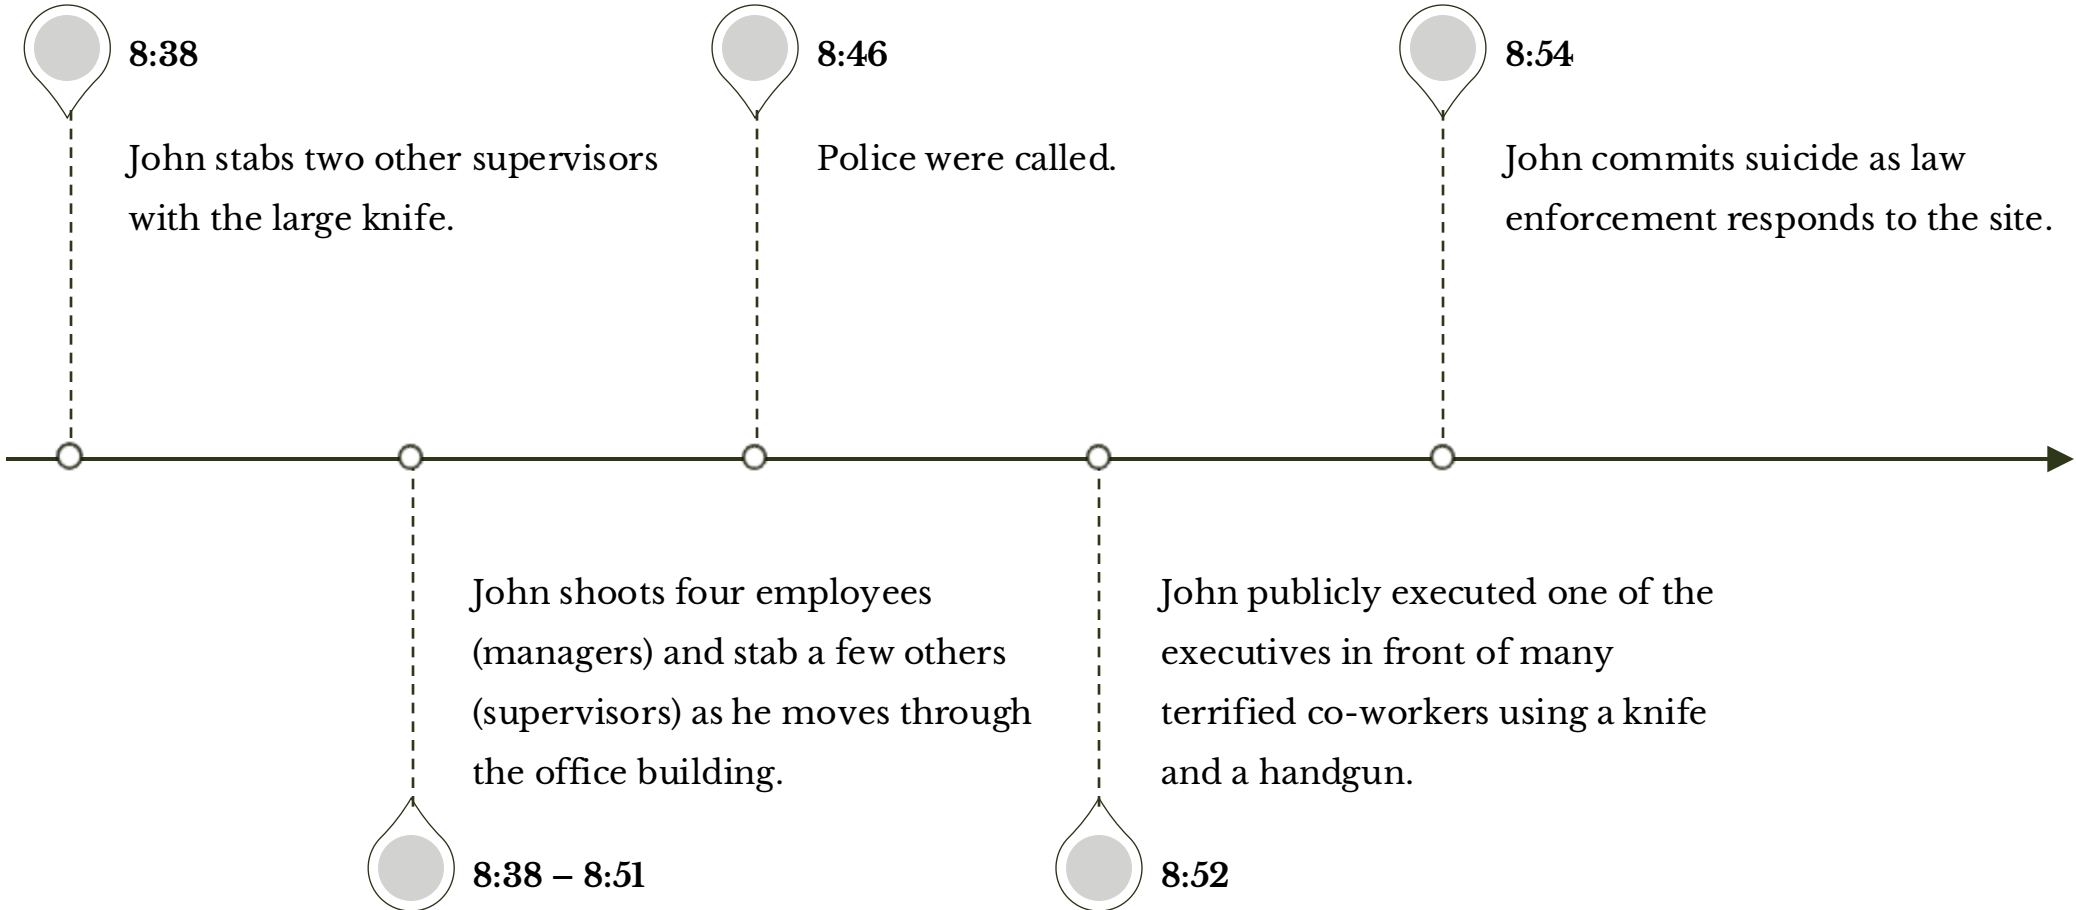 8:38
John stabs two other supervisors
with the large knife.
8:46
Police were called.
8:54
John commits suicide as law
enforcement responds to the site.
John shoots four employees
(managers) and stab a few others
(supervisors) as he moves through
the office building.
8:38 – 8:51
John publicly executed one of the
executives in front of many
terrified co-workers using a knife
and a handgun.
8:52